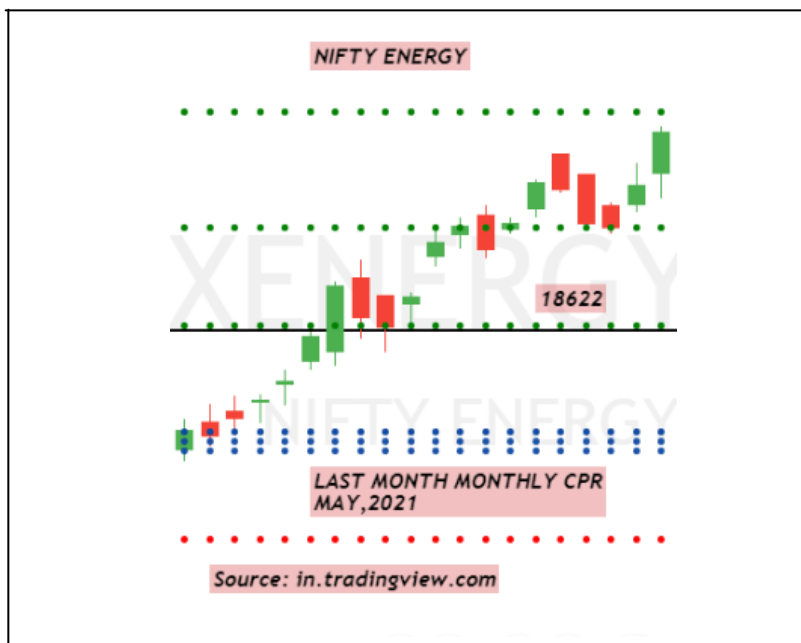 NIFTY ENERGY
XENERGY
18622
NIFTY ENERGY
LAST MONTH MONTHLY CPR
MAY,2021
Source: in.tradingview.com